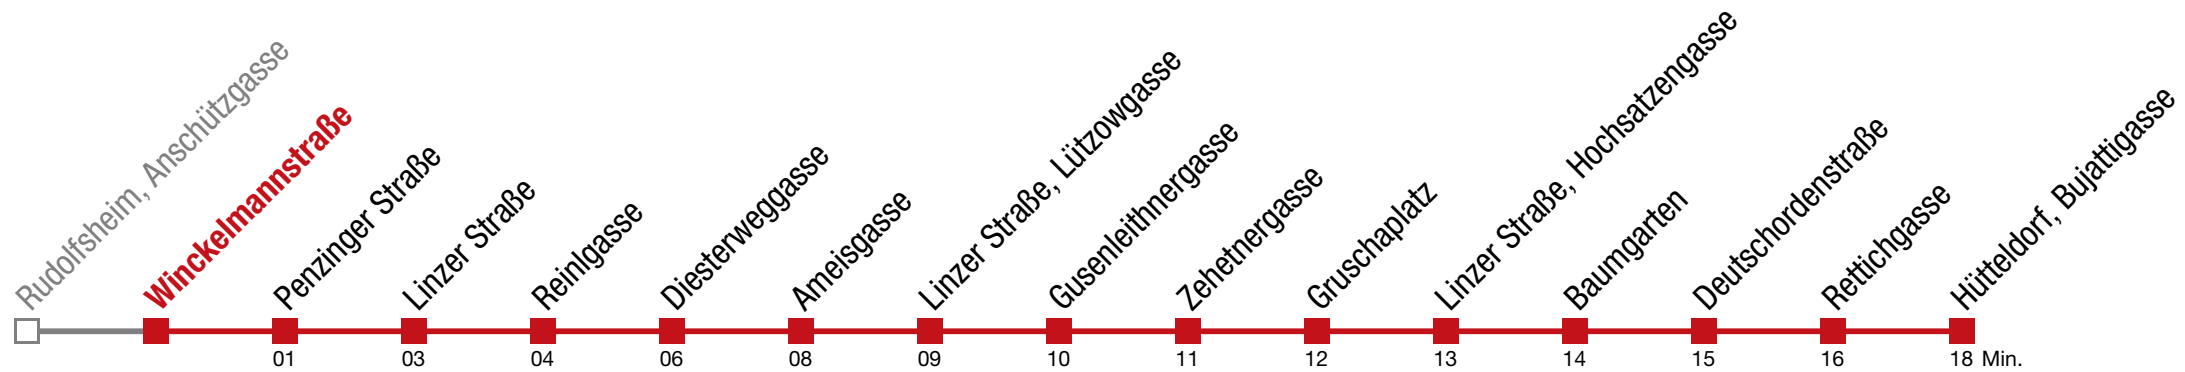 Rudolfsheim, Anschützgasse
Winckelmannstraße
Penzinger Straße
Linzer Straße
Reinlgasse
Diesterweggasse
Ameisgasse
Linzer Straße, Lützowgasse
Gusenleithnergasse
Zehetnergasse
Gruschaplatz
Linzer Straße, Hochsatzengasse
Baumgarten
Deutschordenstraße
Rettichgasse
Hütteldorf, Bujattigasse
01 03 04 06 08 09 10 11 12 13 14 15 16 18 Min.